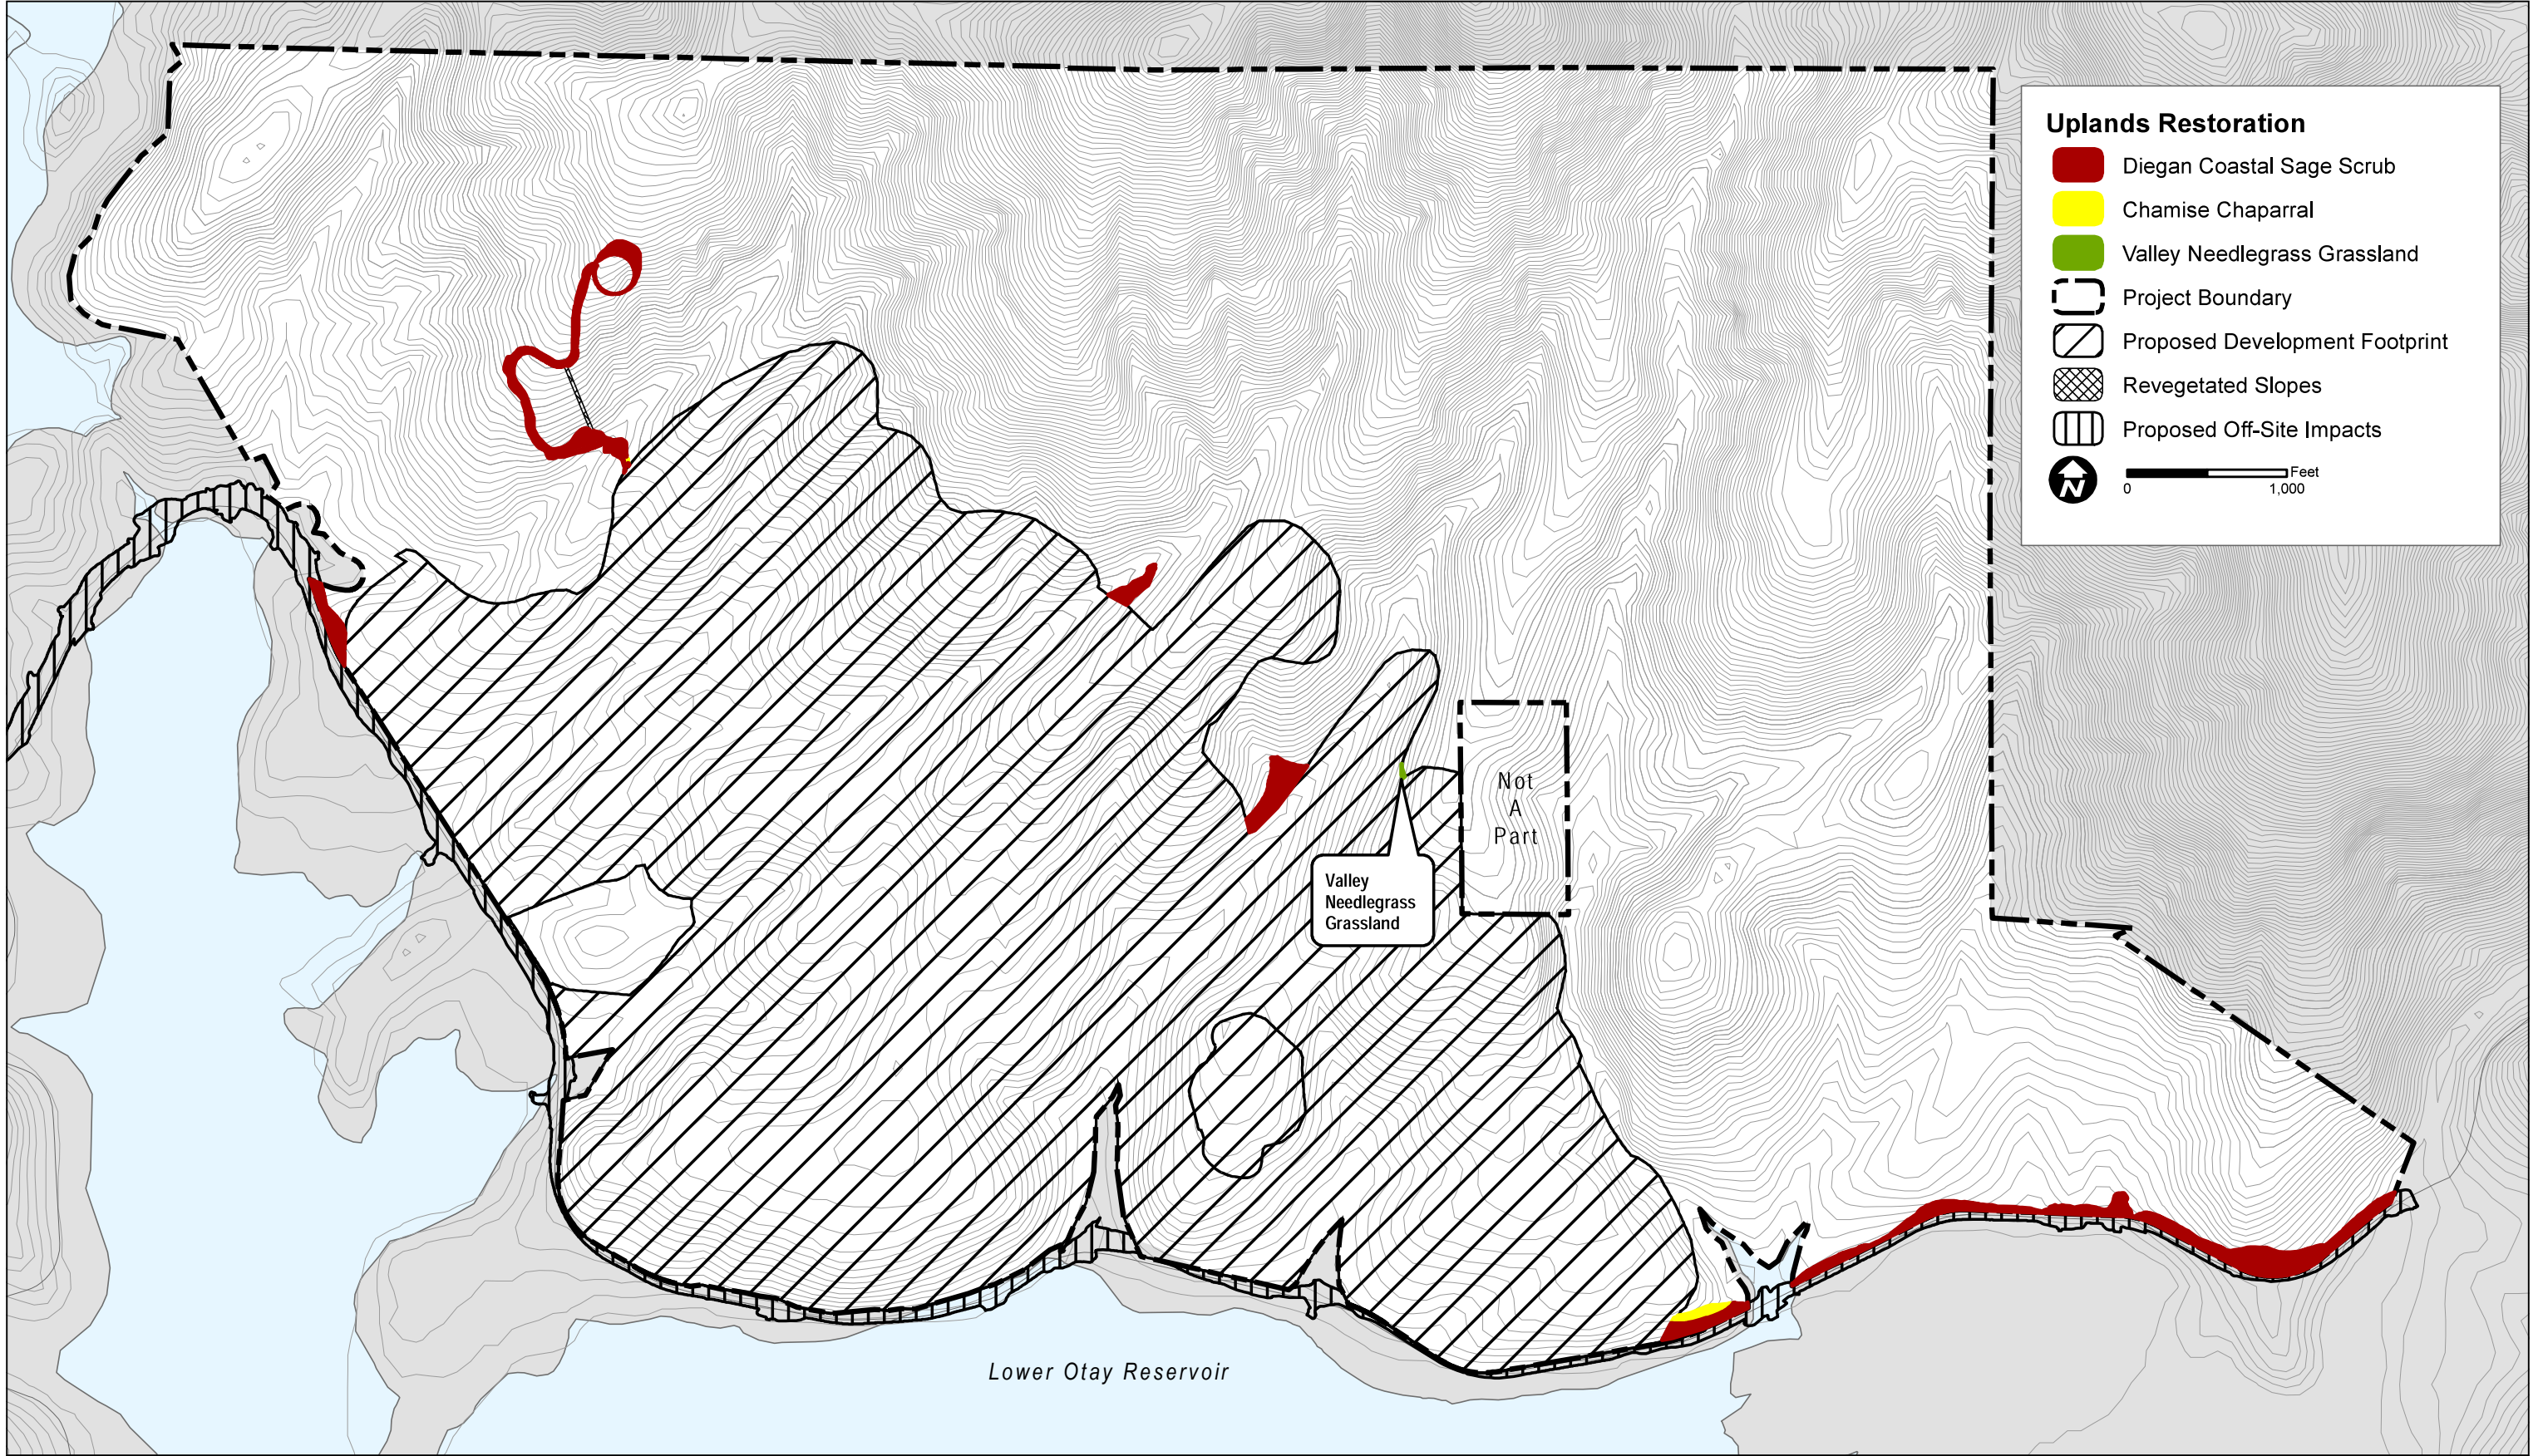 Uplands Restoration
Diegan Coastal Sage Scrub
Chamise Chaparral
Valley Needlegrass Grassland
Project Boundary
Proposed Development Footprint
Revegetated Slopes
Proposed Off-Site Impacts
N
Feet
0 1,000
Not
A
Part
Valley
Needlegrass
Grassland
Lower Otay Reservoir